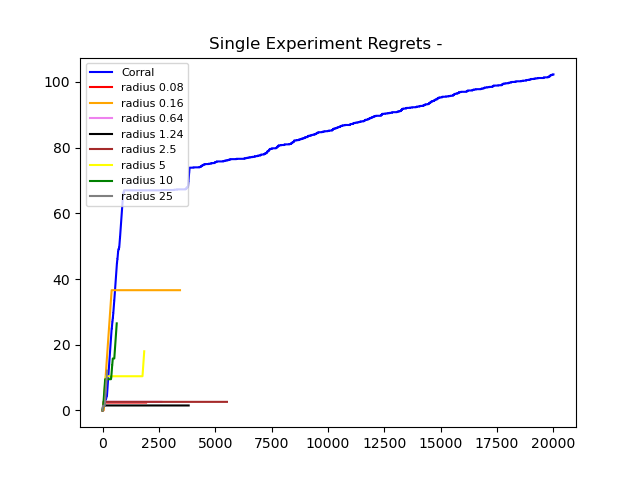 Single Experiment Regrets -
Corral
radius 0.08
radius 0.16
radius 0.64
radius 1.24
radius 2.5
radius 5
radius 10
radius 25
100
80
60
40
20
0
0 2500 5000 7500 10000 12500 15000 17500 20000